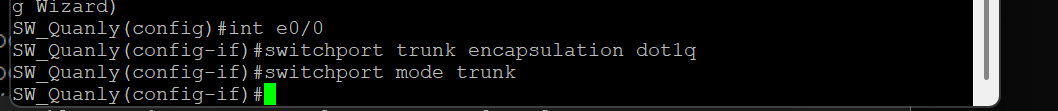 g Wizard)
SW_Quanly(config)#int e0/0
SW_Quanly(config-if)#switchport trunk encapsulation dot1q
SW_Quanly(config-if)#switchport mode trunk
SW_Quanly(config-if)#